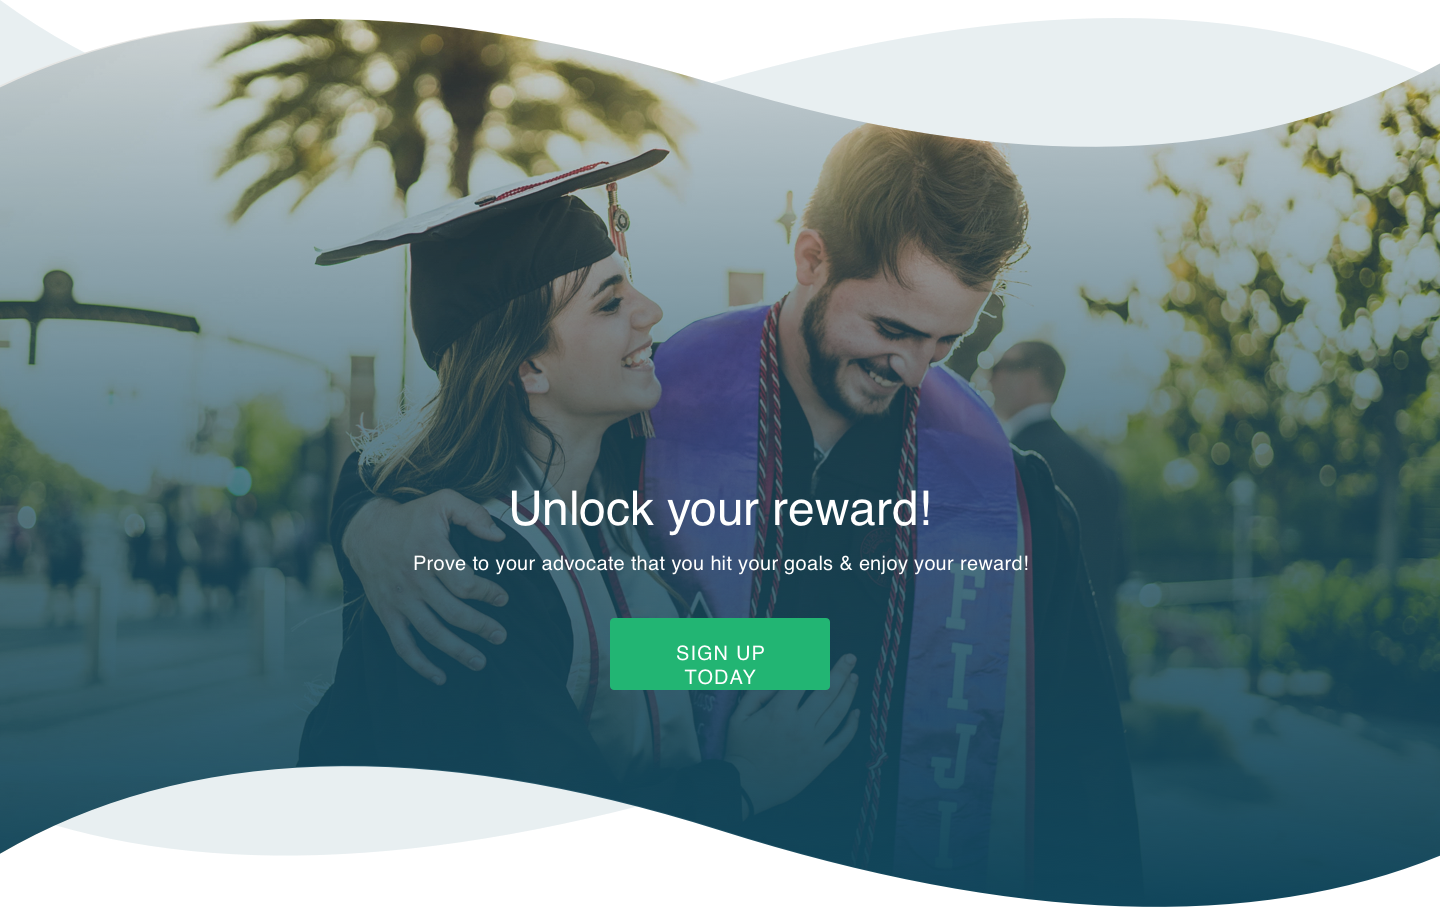 Unlock your reward!
Prove to your advocate that you hit your goals & enjoy your reward!
SIGN UP
TODAY
FIJI